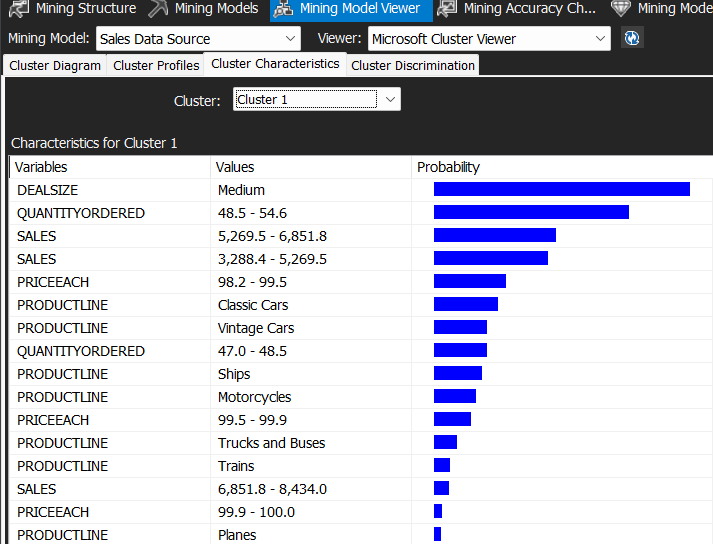 Mining Structure Mining Models Mining Model Viewer Mining Accuracy Ch... Mining Mode
Mining Model: Sales Data Source Viewer: Microsoft Cluster Viewer
Cluster Diagram Cluster Profiles Cluster Characteristics Cluster Discrimination
Cluster: Cluster 1
Characteristics for Cluster 1
Variables Values Probability
DEALSIZE Medium
QUANTITYORDERED 48.5 - 54.6
SALES 5,269.5 - 6,851.8
SALES 3,288.4 - 5,269.5
PRICEEACH 98.2 - 99.5
PRODUCTLINE Classic Cars
PRODUCTLINE Vintage Cars
QUANTITYORDERED 47.0 - 48.5
PRODUCTLINE Ships
PRODUCTLINE Motorcycles
PRICEEACH 99.5 - 99.9
PRODUCTLINE Trucks and Buses
PRODUCTLINE Trains
SALES 6,851.8 - 8,434.0
PRICEEACH 99.9 - 100.0
PRODUCTLINE Planes